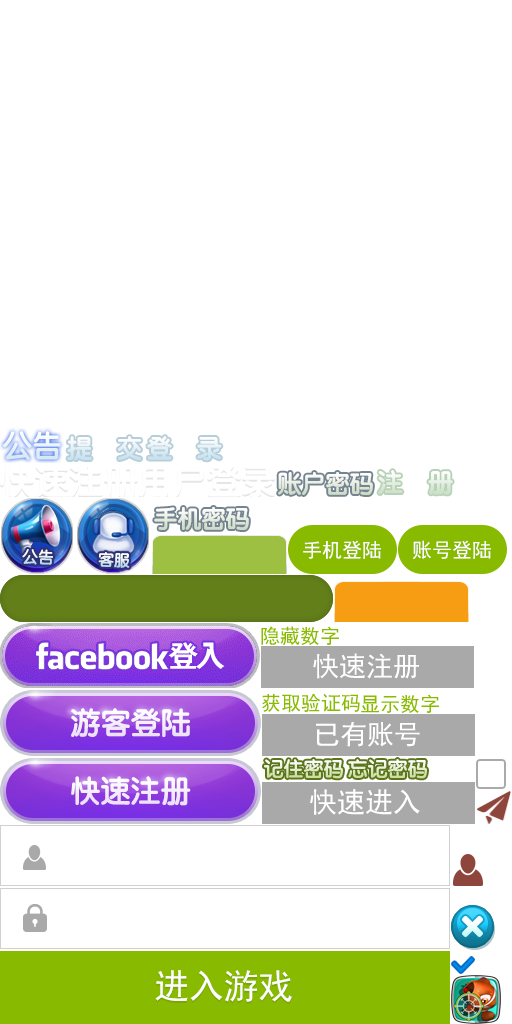 公告 提 交 登 录
快速注册 用户登录 账户 密码 注 册
公告 客服 手机 密码
手机登陆 账号登陆
facebook登入 隐藏数字
快速注册
游客登陆 获取验证码 显示数字
已有账号
快速注册 记住密码 忘记密码
快速进入
进入游戏